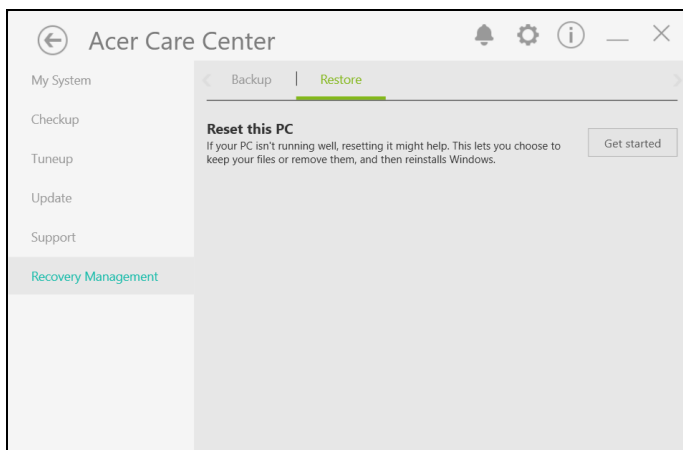 Acer Care Center
My System
Checkup
Tuneup
Update
Support
Recovery Management
Backup | Restore
Reset this PC
If your PC isn't running well, resetting it might help. This lets you choose to
keep your files or remove them, and then reinstalls Windows.
Get started